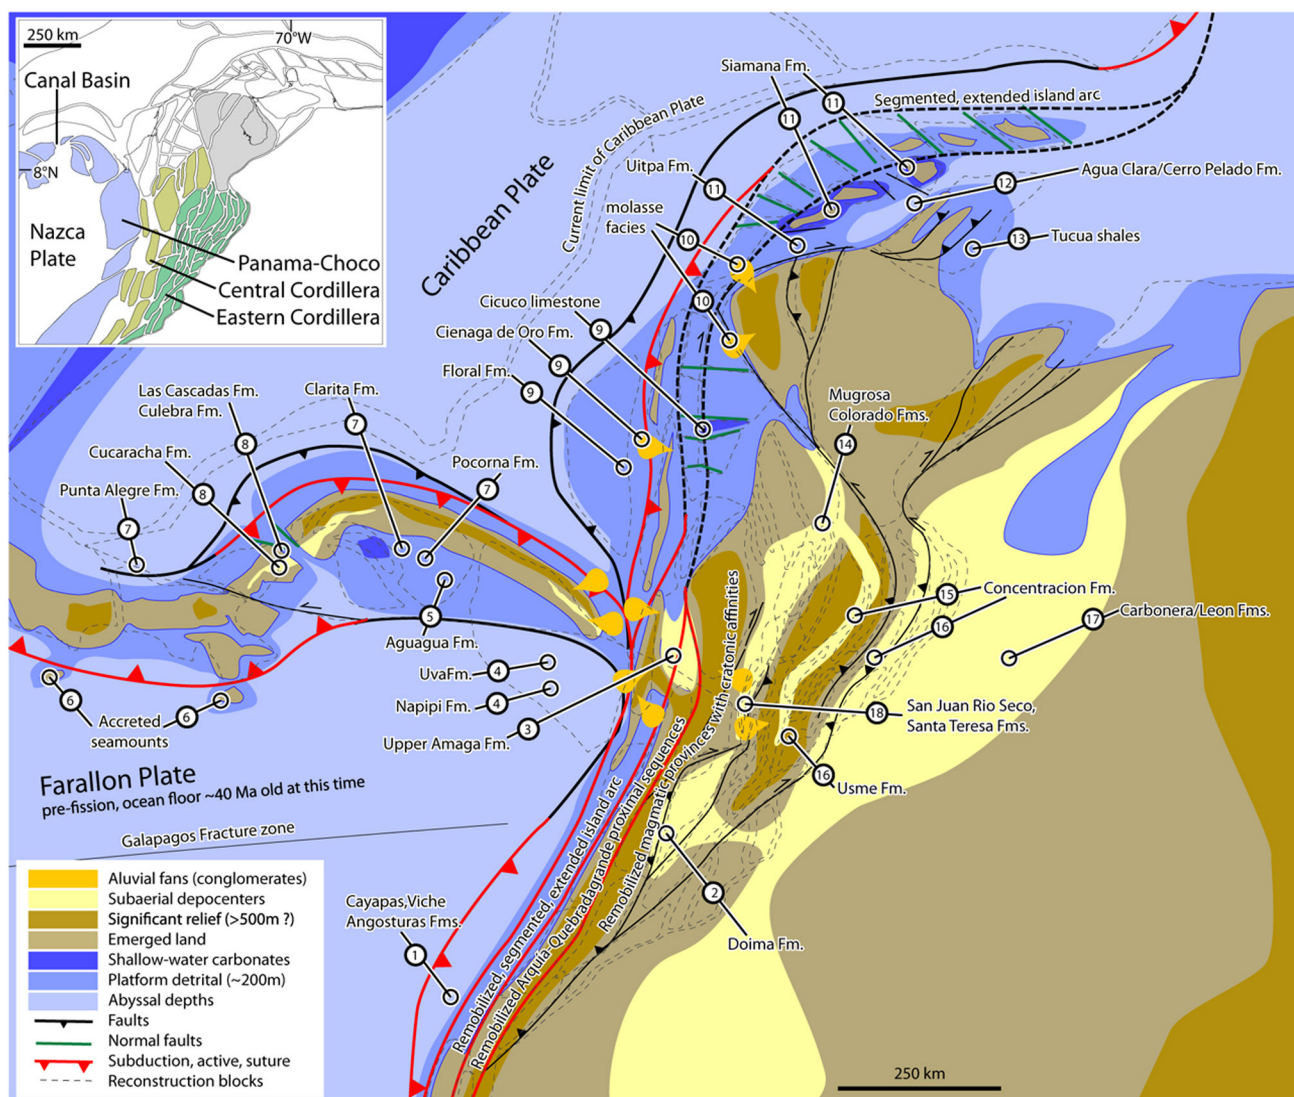 250 km
70°W
Canal Basin
8°N
Nazca
Plate
Panama-Choco
Central Cordillera
Eastern Cordillera
Siamana Fm.
11
11
Segmented, extended island arc
Current limit of Caribbean Plate
Caribbean Plate
Uitpa Fm.
11
Agua Clara/Cerro Pelado Fm.
12
molasse
facies
10
10
13
Tucua shales
Cicuco limestone
9
Cienaga de Oro Fm.
9
Floral Fm.
9
Las Cascadas Fm.
Culebra Fm.
8
Clarita Fm.
7
Cucaracha Fm.
8
Pocorna Fm.
7
Punta Alegre Fm.
7
Mugrosa
Colorado Fms.
14
15
Concentracion Fm.
16
Carbonera/Leon Fms.
17
5
Aguagua Fm.
UvaFm.
4
Napipi Fm.
4
Upper Amaga Fm.
3
6
Accreted
seamounts
6
18
San Juan Rio Seco,
Santa Teresa Fms.
16
Usme Fm.
Farallon Plate
pre-fission, ocean floor ~40 Ma old at this time
Galapagos Fracture zone
Remobilized, segmented, extended island arc
Remobilized Arquia-Quebradagrande proximal sequences
Remobilized magmatic provinces with cratonic affinities
2
Doima Fm.
Cayapas,Viche
Angosturas Fms.
1
Aluvial fans (conglomerates)
Subaerial depocenters
Significant relief (>500m ?)
Emerged land
Shallow-water carbonates
Platform detrital (~200m)
Abyssal depths
Faults
Normal faults
Subduction, active, suture
Reconstruction blocks
250 km